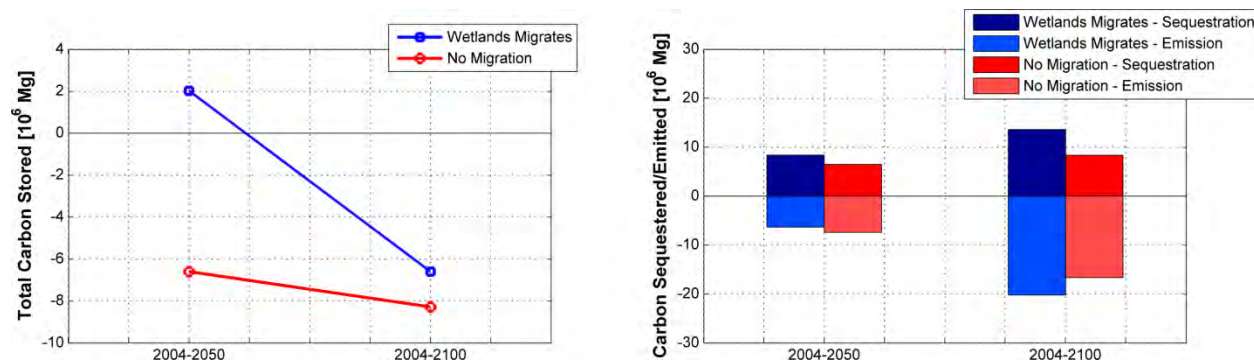 Total Carbon Stored [10⁶ Mg]
4
2
0
-2
-4
-6
-8
-10
Wetlands Migrates
No Migration
2004-2050 2004-2100
Carbon Sequestered/Emitted [10⁶ Mg]
30
20
10
0
-10
-20
-30
Wetlands Migrates - Sequestration
Wetlands Migrates - Emission
No Migration - Sequestration
No Migration - Emission
2004-2050 2004-2100